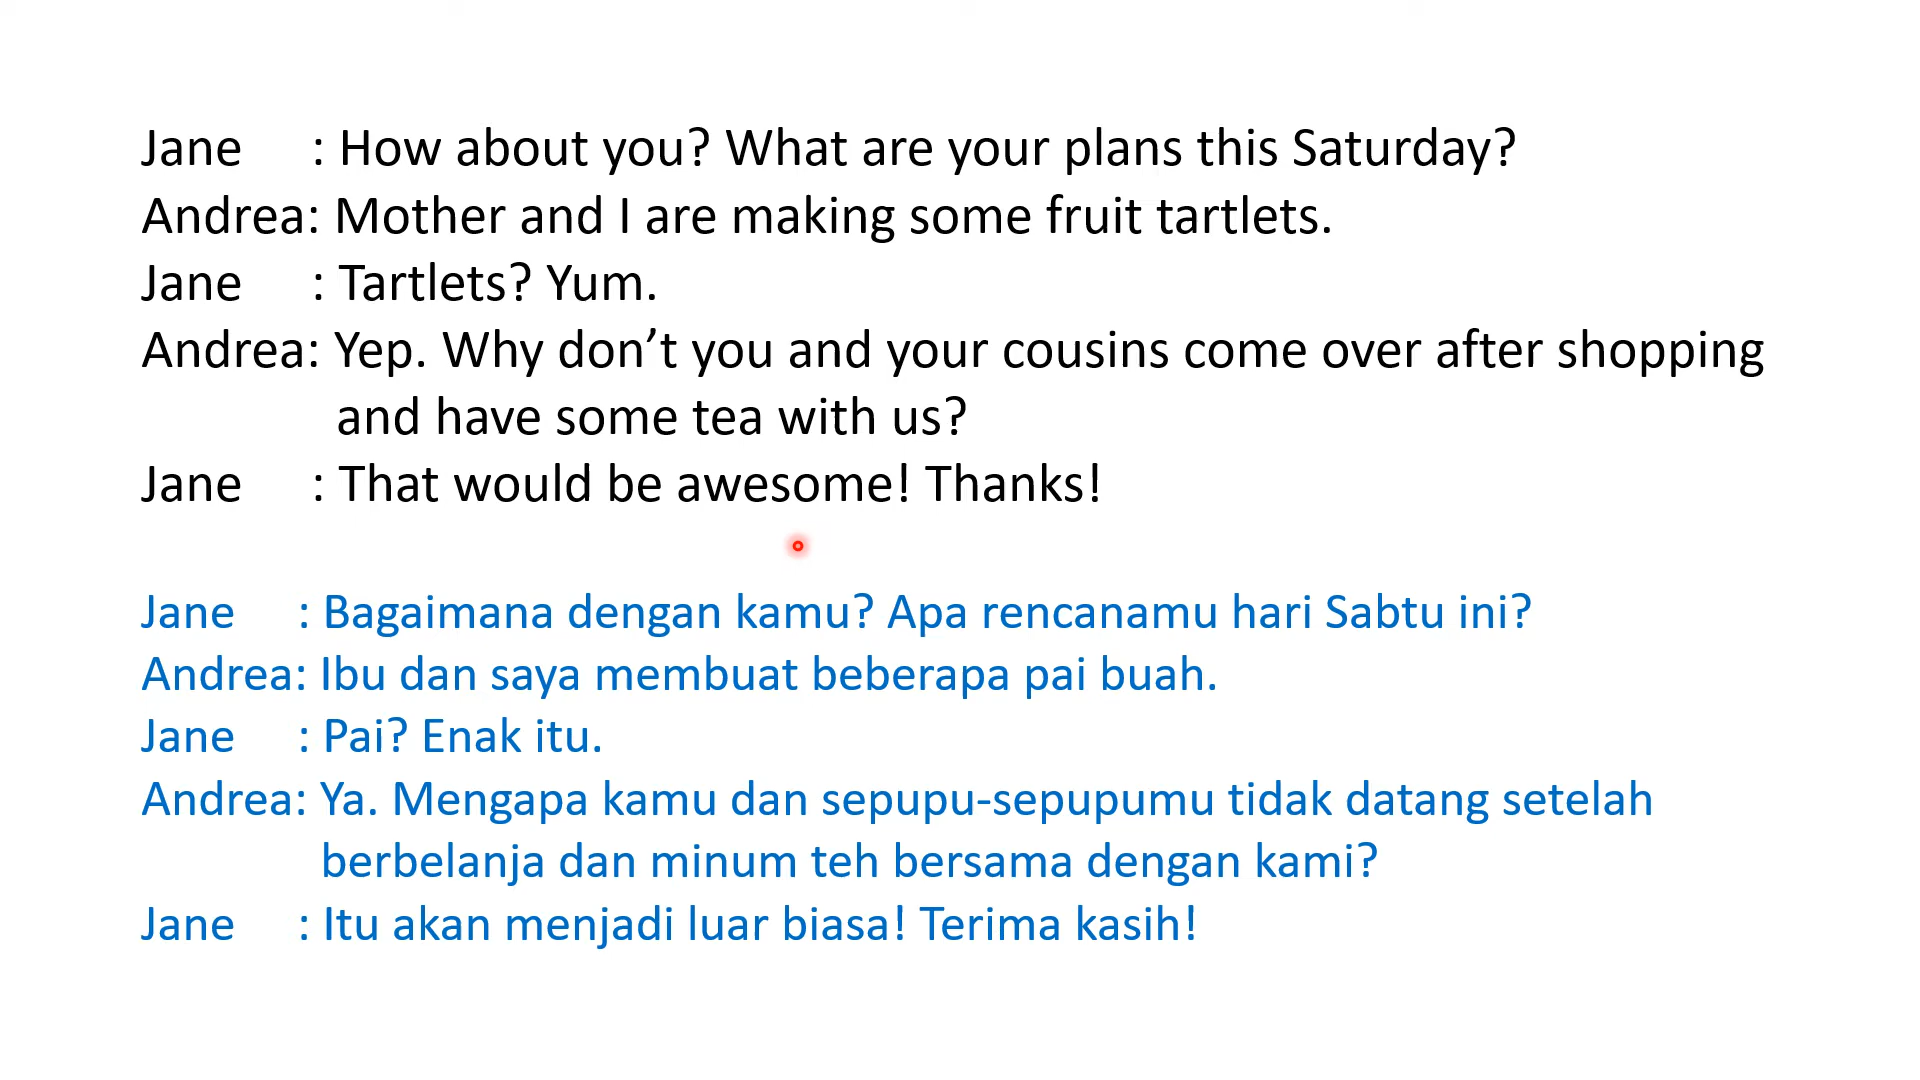 Jane : How about you? What are your plans this Saturday?
Andrea: Mother and I are making some fruit tartlets.
Jane : Tartlets? Yum.
Andrea: Yep. Why don’t you and your cousins come over after shopping
and have some tea with us?
Jane : That would be awesome! Thanks!
Jane : Bagaimana dengan kamu? Apa rencanamu hari Sabtu ini?
Andrea: Ibu dan saya membuat beberapa pai buah.
Jane : Pai? Enak itu.
Andrea: Ya. Mengapa kamu dan sepupu-sepupumu tidak datang setelah
berbelanja dan minum teh bersama dengan kami?
Jane : Itu akan menjadi luar biasa! Terima kasih!